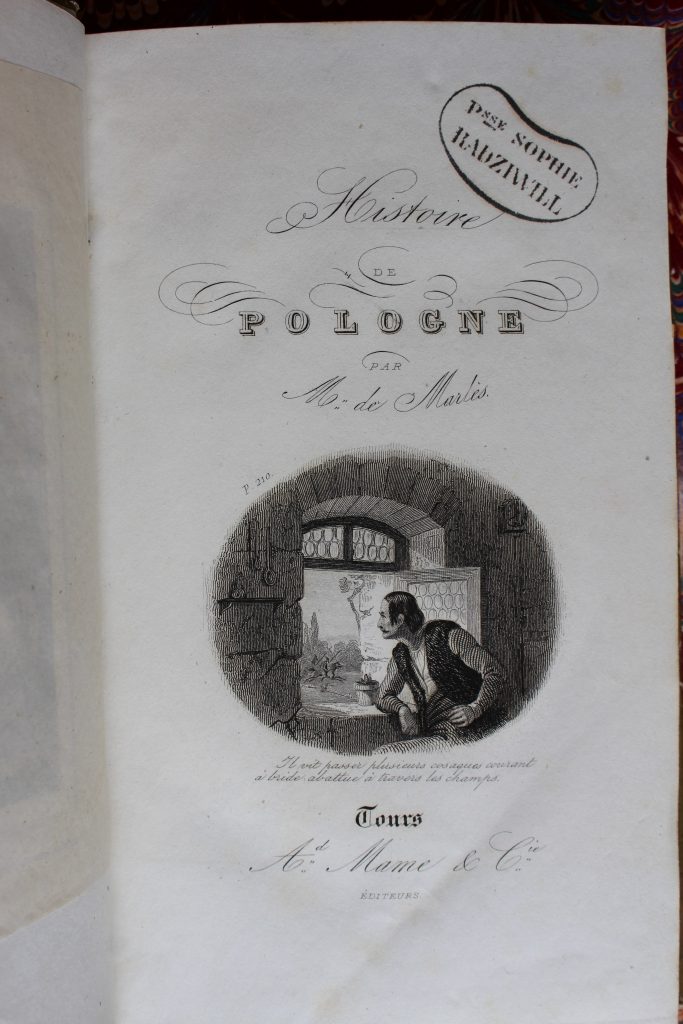 Psse SOPHIE
RADZIWILL
Histoire
DE
POLOGNE
PAR
Mr. de Marlès.
p. 210.
Il vit passer plusieurs cosaques courant
à bride abattue à travers les champs.
Tours
Ad. Mame & Cie.
ÉDITEURS.